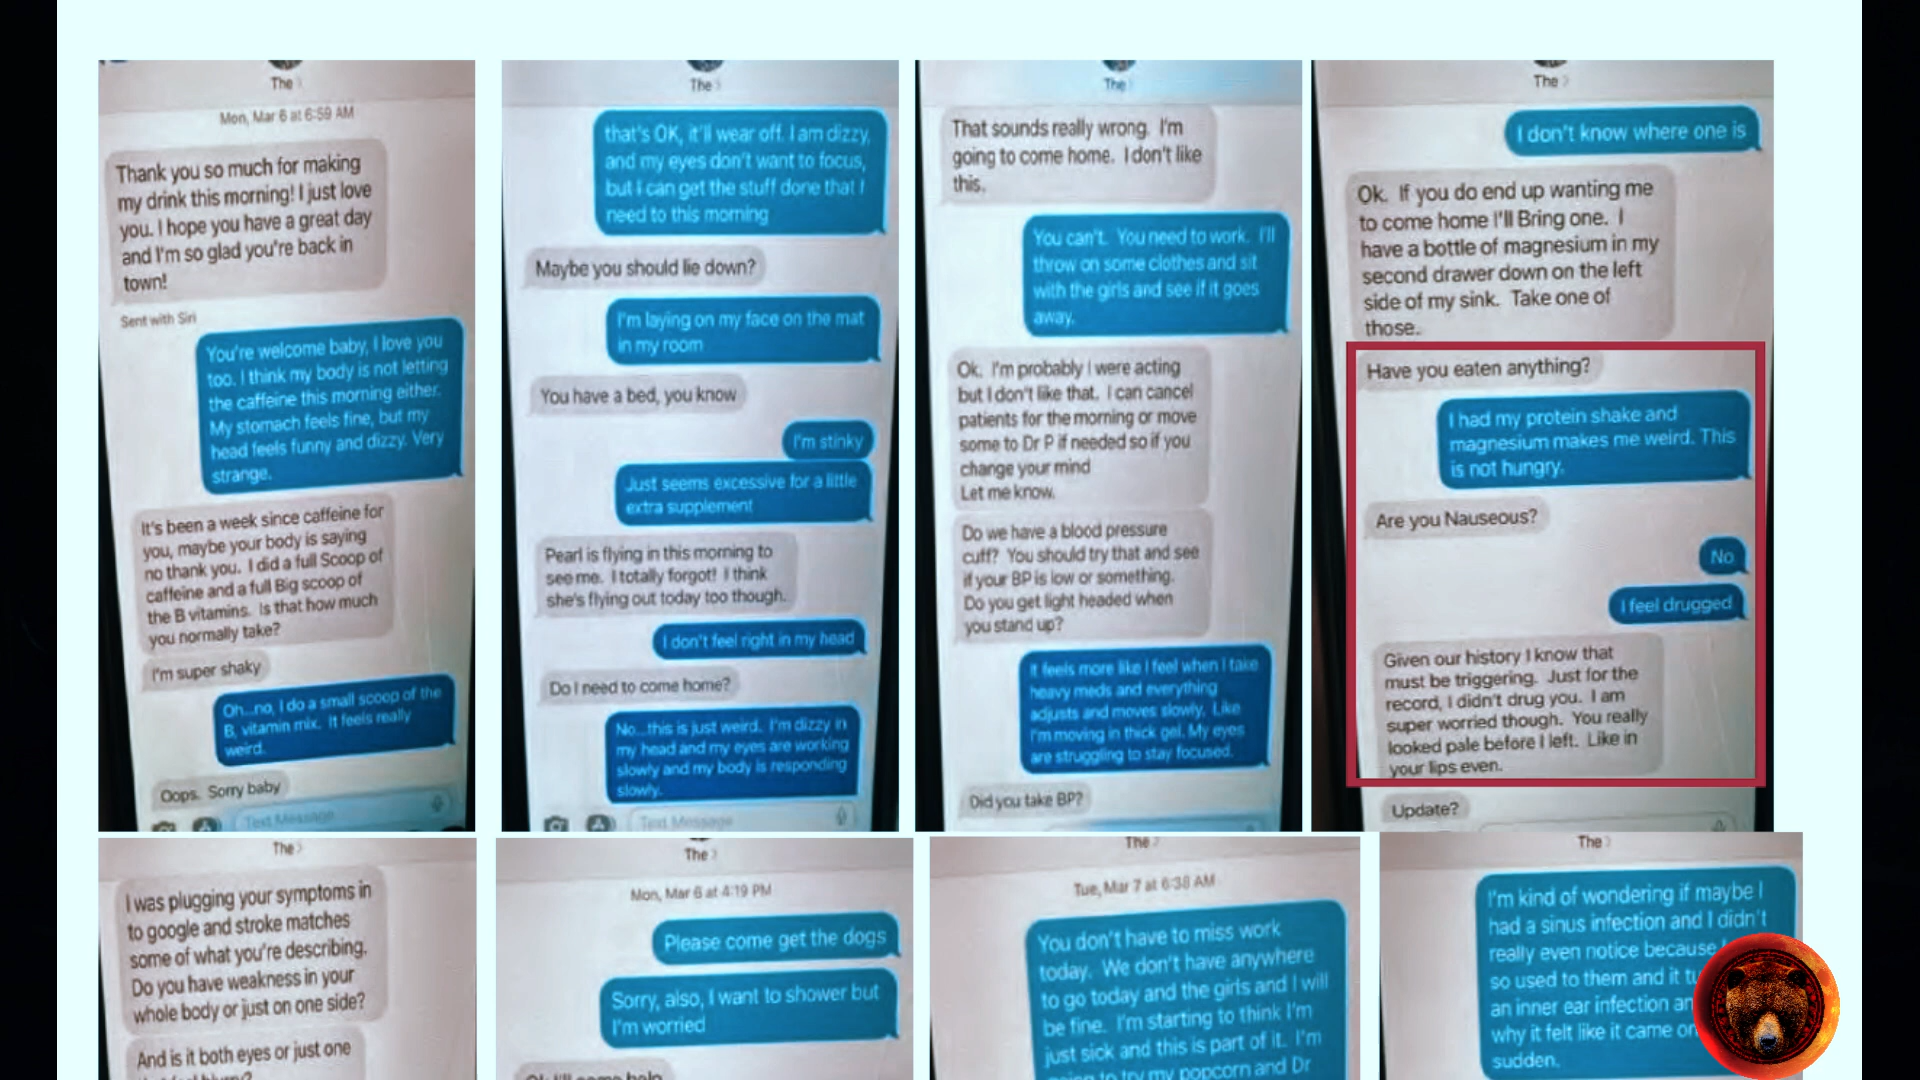 The
Mon, Mar 6 at 6:59 AM
Thank you so much for making
my drink this morning! I just love
you. I hope you have a great day
and I'm so glad you're back in
town!
Sent with Siri
You're welcome baby, I love you
too. I think my body is not letting
the caffeine this morning either.
My stomach feels fine, but my
head feels funny and dizzy. Very
strange.
It's been a week since caffeine for
you, maybe your body is saying
no thank you. I did a full Scoop of
caffeine and a full Big scoop of
the B vitamins. Is that how much
you normally take?
I'm super shaky
Oh...no, I do a small scoop of the
B, vitamin mix. It feels really
weird.
Oops. Sorry baby
Text Message
The
that's OK, it'll wear off. I am dizzy,
and my eyes don't want to focus,
but i can get the stuff done that I
need to this morning
Maybe you should lie down?
I'm laying on my face on the mat
in my room
You have a bed, you know
I'm stinky
Just seems excessive for a little
extra supplement
Pearl is flying in this morning to
see me. I totally forgot! I think
she's flying out today too though.
I don't feel right in my head
Do I need to come home?
No...this is just weird. I'm dizzy in
my head and my eyes are working
slowly and my body is responding
slowly.
Text Message
The
That sounds really wrong. I'm
going to come home. I don't like
this.
You can't. You need to work. I'll
throw on some clothes and sit
with the girls and see if it goes
away.
Ok. I'm probably I were acting
but I don't like that. I can cancel
patients for the morning or move
some to Dr P if needed so if you
change your mind
Let me know.
Do we have a blood pressure
cuff? You should try that and see
if your BP is low or something.
Do you get light headed when
you stand up?
It feels more like I feel when I take
heavy meds and everything
adjusts and moves slowly. Like
I'm moving in thick gel. My eyes
are struggling to stay focused.
Did you take BP?
The
I don't know where one is
Ok. If you do end up wanting me
to come home I'll Bring one. I
have a bottle of magnesium in my
second drawer down on the left
side of my sink. Take one of
those.
Have you eaten anything?
I had my protein shake and
magnesium makes me weird. This
is not hungry.
Are you Nauseous?
No
I feel drugged
Given our history I know that
must be triggering. Just for the
record, I didn't drug you. I am
super worried though. You really
looked pale before I left. Like in
your lips even.
Update?
The
I was plugging your symptoms in
to google and stroke matches
some of what you're describing.
Do you have weakness in your
whole body or just on one side?
And is it both eyes or just one
The
Mon, Mar 6 at 4:19 PM
Please come get the dogs
Sorry, also, I want to shower but
I'm worried
The
Tue, Mar 7 at 6:38 AM
You don't have to miss work
today. We don't have anywhere
to go today and the girls and I will
be fine. I'm starting to think I'm
just sick and this is part of it. I'm
going to try my popcorn and Dr
The
I'm kind of wondering if maybe I
had a sinus infection and I didn't
really even notice because
so used to them and it
an inner ear infection
why it felt like it came
sudden.